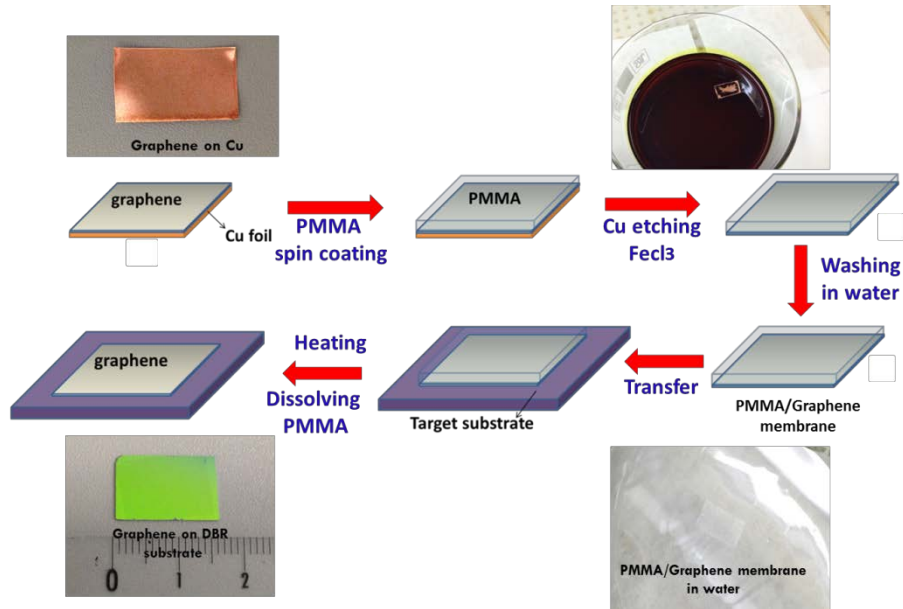 Graphene on Cu
graphene
Cu foil
PMMA
spin coating
PMMA
Cu etching
Fecl3
Washing
in water
PMMA/Graphene
membrane
Transfer
Target substrate
Heating
Dissolving
PMMA
graphene
Graphene on DBR
substrate
0 1 2
PMMA/Graphene membrane
in water